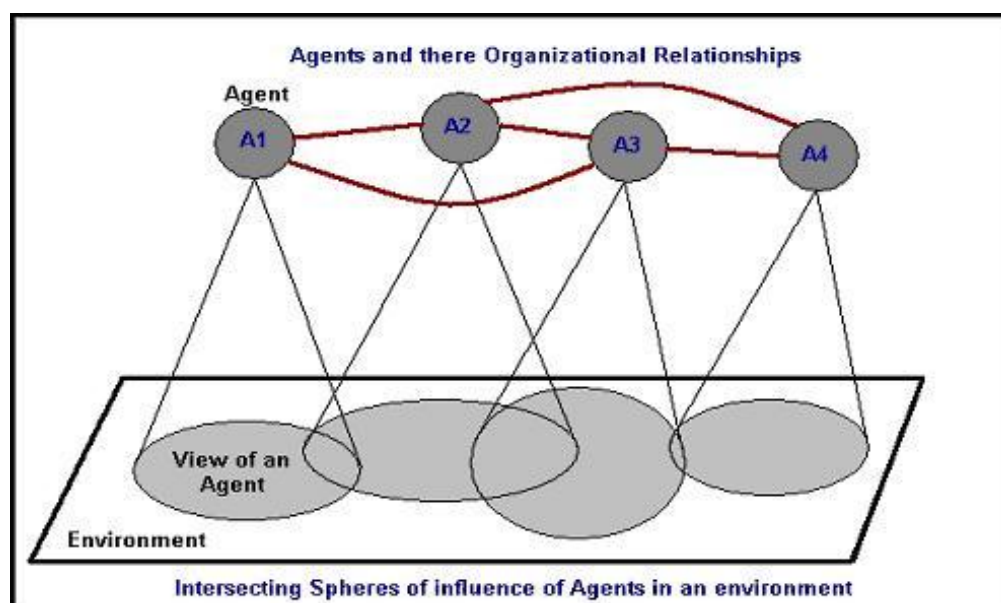 Agents and there Organizational Relationships
Agent
A1
A2
A3
A4
View of an
Agent
Environment
Intersecting Spheres of influence of Agents in an environment